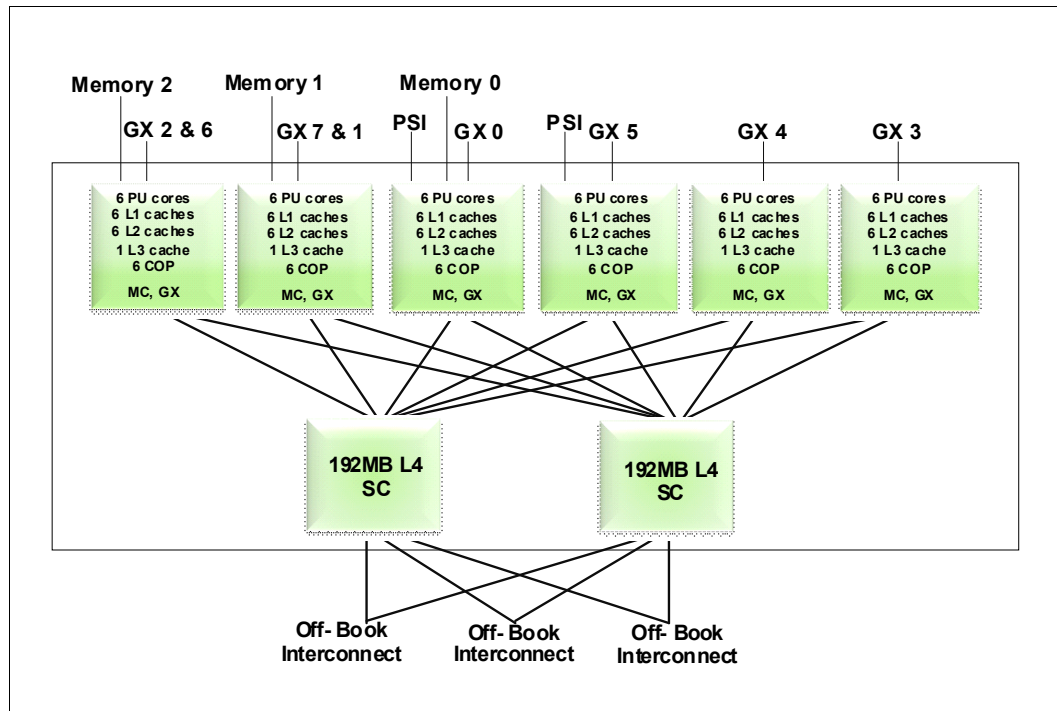 Memory 2
Memory 1
Memory 0
GX 2 & 6
GX 7 & 1
PSI
GX 0
PSI
GX 5
GX 4
GX 3
6 PU cores
6 L1 caches
6 L2 caches
1 L3 cache
6 COP
MC, GX
6 PU cores
6 L1 caches
6 L2 caches
1 L3 cache
6 COP
MC, GX
6 PU cores
6 L1 caches
6 L2 caches
1 L3 cache
6 COP
MC, GX
6 PU cores
6 L1 caches
6 L2 caches
1 L3 cache
6 COP
MC, GX
6 PU cores
6 L1 caches
6 L2 caches
1 L3 cache
6 COP
MC, GX
6 PU cores
6 L1 caches
6 L2 caches
1 L3 cache
6 COP
MC, GX
192MB L4
SC
192MB L4
SC
Off- Book
Interconnect
Off- Book
Interconnect
Off- Book
Interconnect